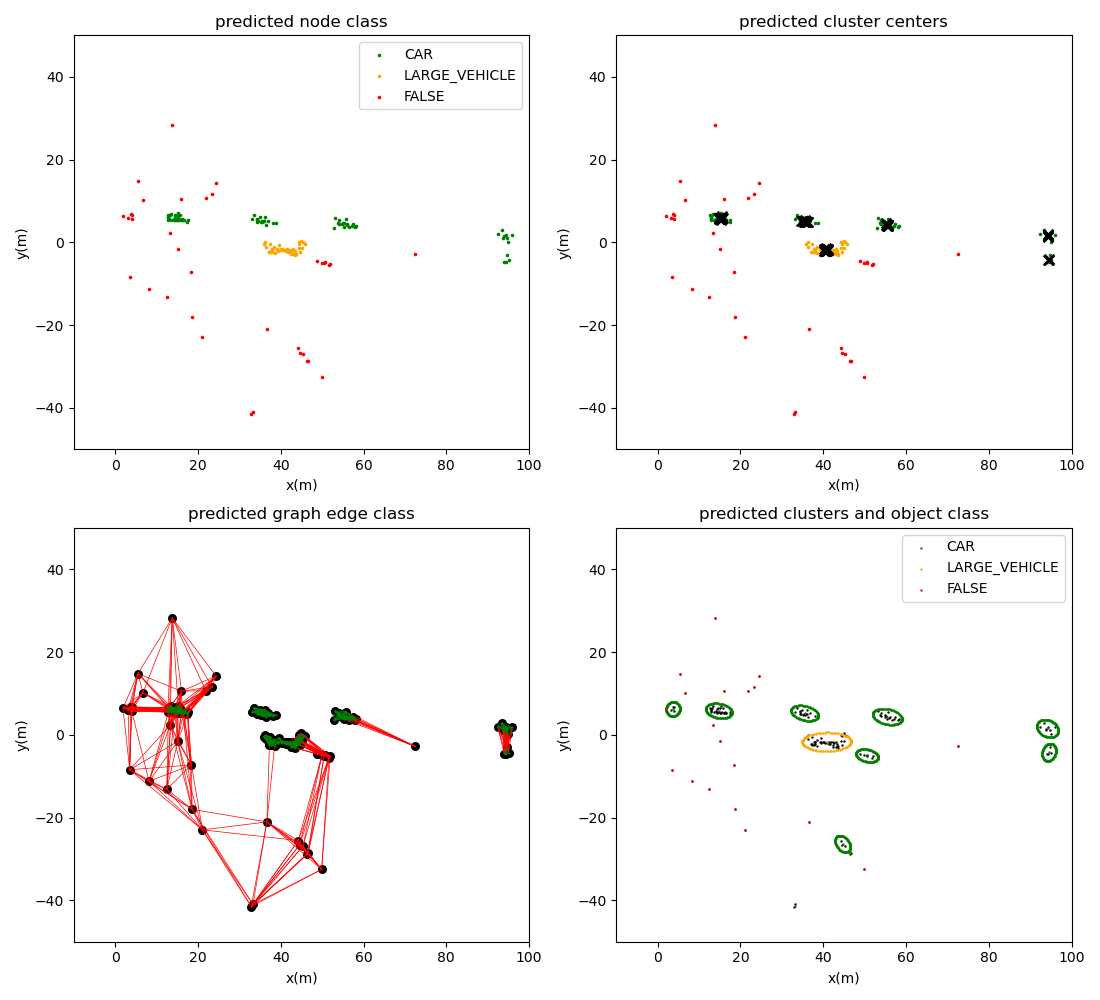 predicted node class
CAR
LARGE_VEHICLE
FALSE
40
20
0
−20
−40
y(m)
0 20 40 60 80 100
x(m)
predicted cluster centers
40
20
0
−20
−40
y(m)
0 20 40 60 80 100
x(m)
predicted graph edge class
40
20
0
−20
−40
y(m)
0 20 40 60 80 100
x(m)
predicted clusters and object class
CAR
LARGE_VEHICLE
FALSE
40
20
0
−20
−40
y(m)
0 20 40 60 80 100
x(m)